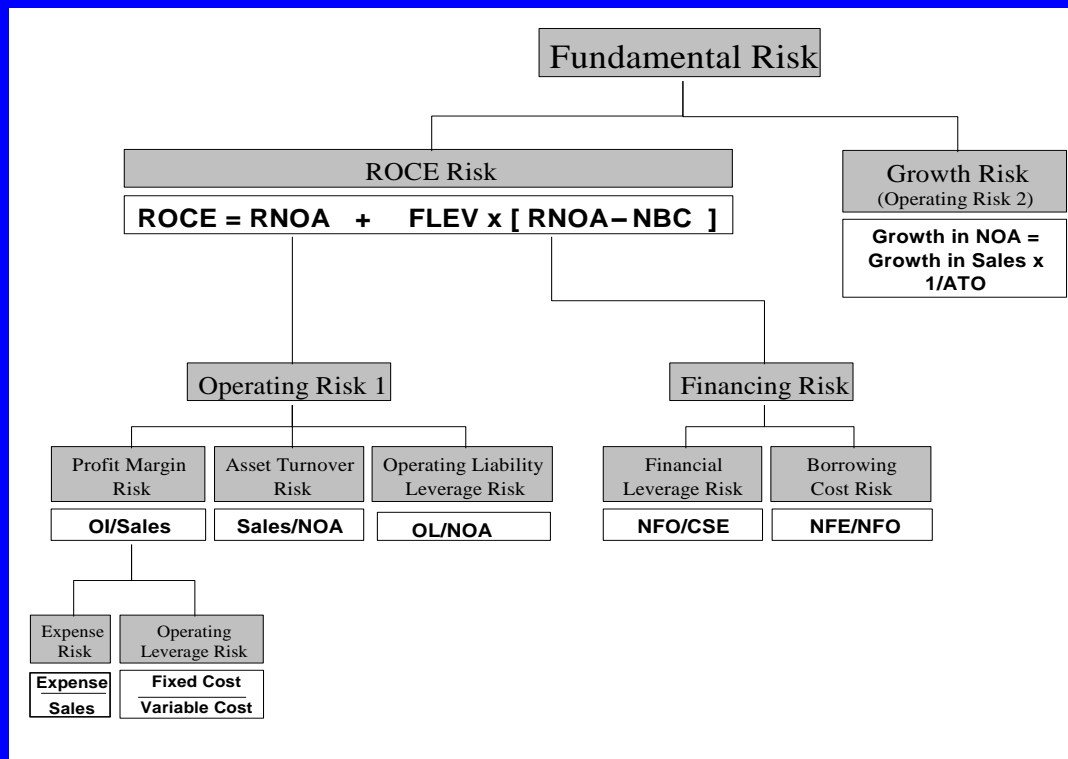 Fundamental Risk
ROCE Risk
ROCE = RNOA + FLEV x [ RNOA – NBC ]
Growth Risk
(Operating Risk 2)
Growth in NOA =
Growth in Sales x
1/ATO
Operating Risk 1
Financing Risk
Profit Margin
Risk
OI/Sales
Asset Turnover
Risk
Sales/NOA
Operating Liability
Leverage Risk
OL/NOA
Financial
Leverage Risk
NFO/CSE
Borrowing
Cost Risk
NFE/NFO
Expense
Risk
Expense
Sales
Operating
Leverage Risk
Fixed Cost
Variable Cost